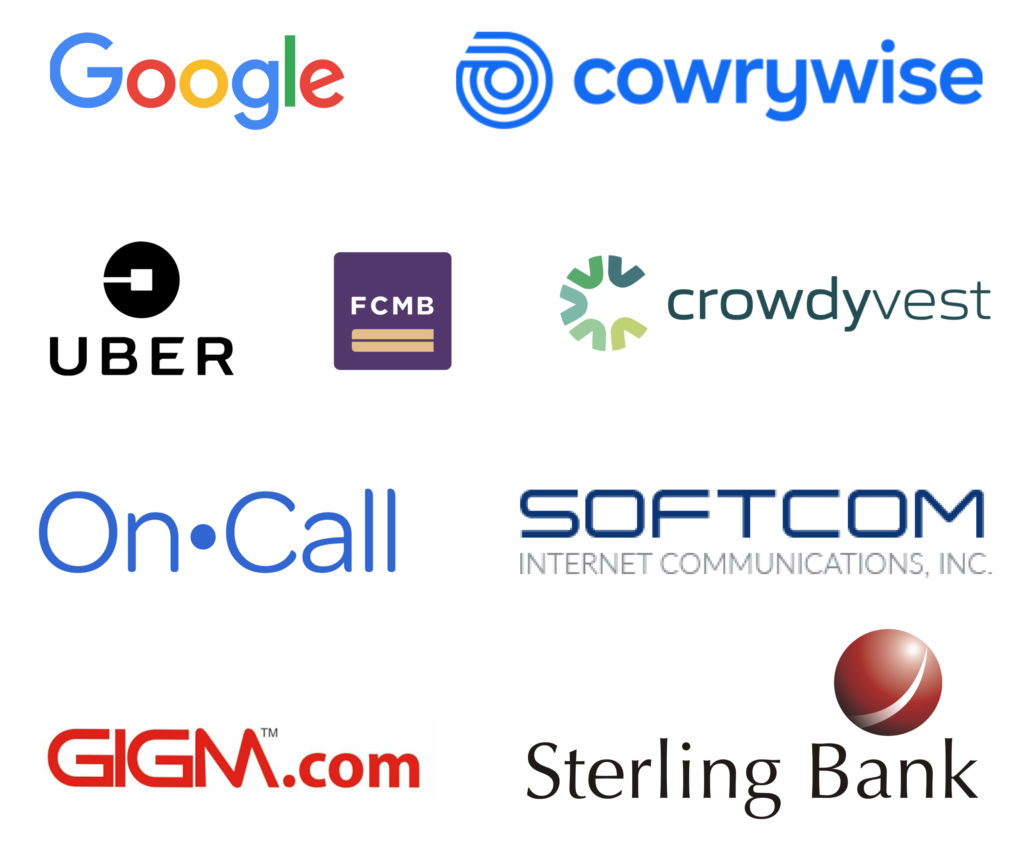 Google
cowrywise
UBER
FCMB
crowdyvest
On•Call
SOFTCOM
INTERNET COMMUNICATIONS, INC.
GIGM™.com
Sterling Bank